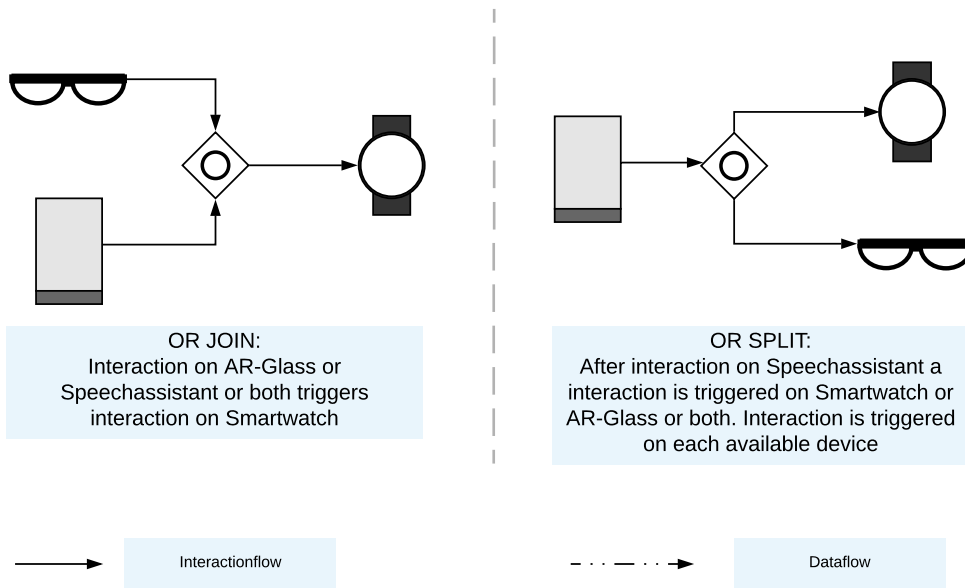 OR JOIN:
Interaction on AR-Glass or
Speechassistant or both triggers
interaction on Smartwatch
OR SPLIT:
After interaction on Speechassistant a
interaction is triggered on Smartwatch or
AR-Glass or both. Interaction is triggered
on each available device
Interactionflow
Dataflow